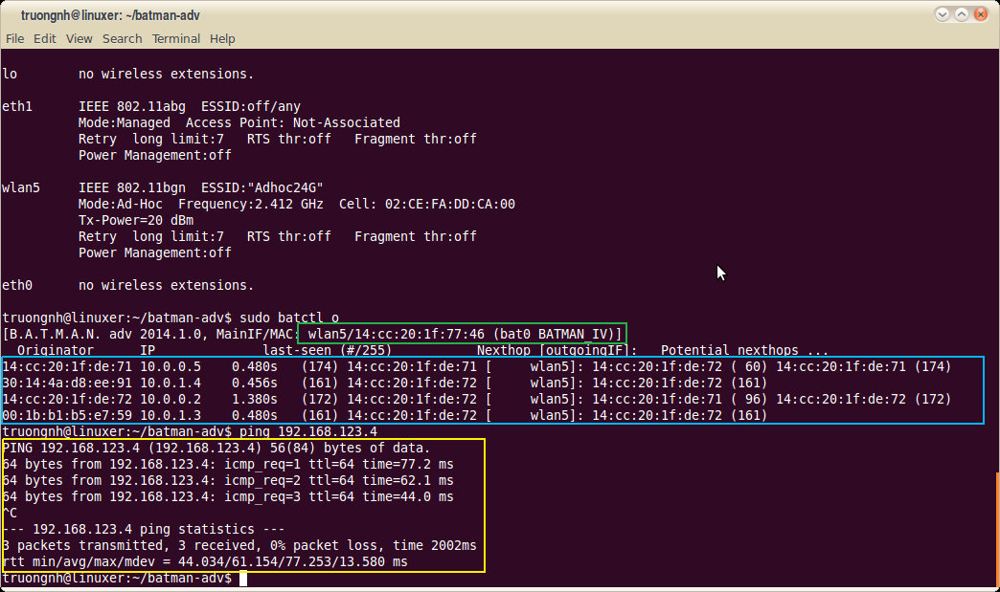 truongnh@linuxer: ~/batman-adv
File Edit View Search Terminal Help
lo        no wireless extensions.
eth1      IEEE 802.11abg  ESSID:off/any
          Mode:Managed  Access Point: Not-Associated
          Retry  long limit:7   RTS thr:off   Fragment thr:off
          Power Management:off
wlan5     IEEE 802.11bgn  ESSID:"Adhoc24G"
          Mode:Ad-Hoc  Frequency:2.412 GHz  Cell: 02:CE:FA:DD:CA:00
          Tx-Power=20 dBm
          Retry  long limit:7   RTS thr:off   Fragment thr:off
          Power Management:off
eth0      no wireless extensions.
truongnh@linuxer:~/batman-adv$ sudo batctl o
[B.A.T.M.A.N. adv 2014.1.0, MainIF/MAC: wlan5/14:cc:20:1f:77:46 (bat0 BATMAN_IV)]
  Originator      IP              last-seen (#/255)           Nexthop [outgoingIF]:   Potential nexthops ...
14:cc:20:1f:de:71 10.0.0.5    0.480s   (174) 14:cc:20:1f:de:71 [     wlan5]: 14:cc:20:1f:de:72 ( 60) 14:cc:20:1f:de:71 (174)
30:14:4a:d8:ee:91 10.0.1.4    0.456s   (161) 14:cc:20:1f:de:72 [     wlan5]: 14:cc:20:1f:de:72 (161)
14:cc:20:1f:de:72 10.0.0.2    1.380s   (172) 14:cc:20:1f:de:72 [     wlan5]: 14:cc:20:1f:de:71 ( 96) 14:cc:20:1f:de:72 (172)
00:1b:b1:b5:e7:59 10.0.1.3    0.480s   (161) 14:cc:20:1f:de:72 [     wlan5]: 14:cc:20:1f:de:72 (161)
truongnh@linuxer:~/batman-adv$ ping 192.168.123.4
PING 192.168.123.4 (192.168.123.4) 56(84) bytes of data.
64 bytes from 192.168.123.4: icmp_req=1 ttl=64 time=77.2 ms
64 bytes from 192.168.123.4: icmp_req=2 ttl=64 time=62.1 ms
64 bytes from 192.168.123.4: icmp_req=3 ttl=64 time=44.0 ms
^C
--- 192.168.123.4 ping statistics ---
3 packets transmitted, 3 received, 0% packet loss, time 2002ms
rtt min/avg/max/mdev = 44.034/61.154/77.253/13.580 ms
truongnh@linuxer:~/batman-adv$